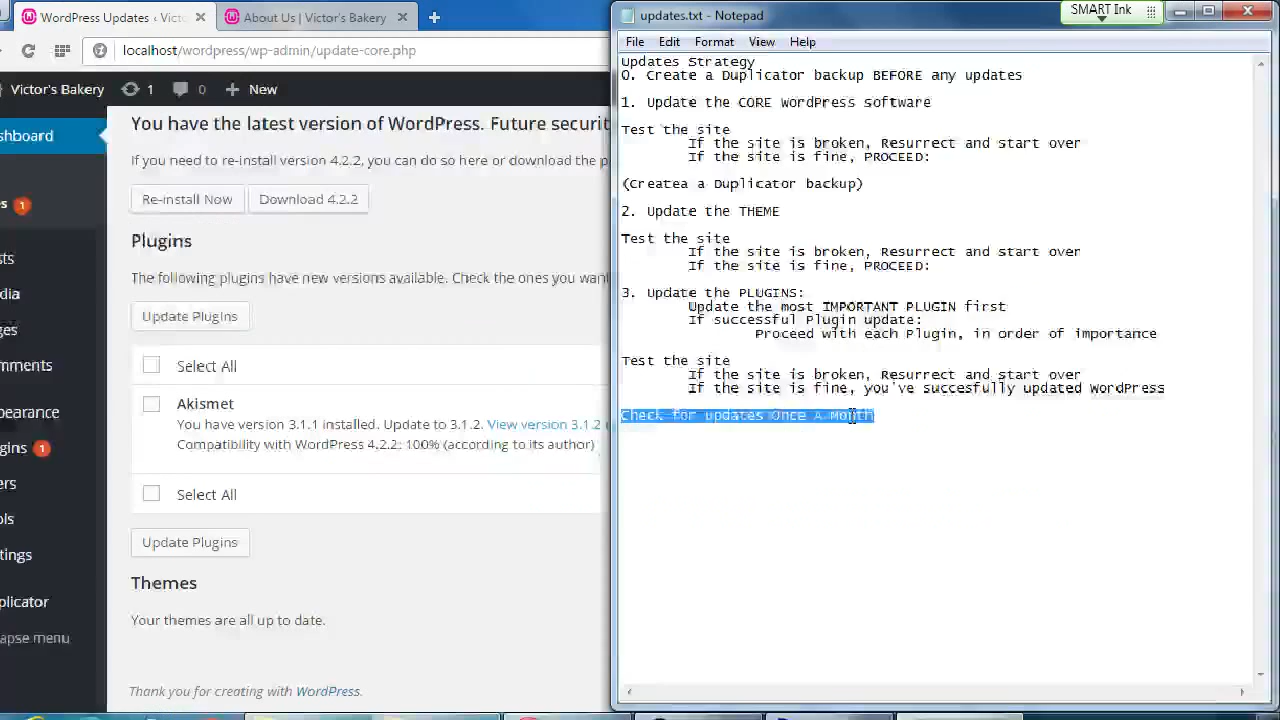 WordPress Updates ‹ Victo
About Us | Victor's Bakery
localhost/wordpress/wp-admin/update-core.php
Victor's Bakery
1
0
New
shboard
s 1
sts
dia
ges
mments
pearance
gins 1
ers
ols
ttings
plicator
apse menu
You have the latest version of WordPress. Future securit
If you need to re-install version 4.2.2, you can do so here or download the p
Re-install Now
Download 4.2.2
Plugins
The following plugins have new versions available. Check the ones you want
Update Plugins
Select All
Akismet
You have version 3.1.1 installed. Update to 3.1.2. View version 3.1.2
Compatibility with WordPress 4.2.2: 100% (according to its author)
Select All
Update Plugins
Themes
Your themes are all up to date.
Thank you for creating with WordPress.
updates.txt - Notepad
SMART Ink
File Edit Format View Help
Updates Strategy
0. Create a Duplicator backup BEFORE any updates
1. Update the CORE WordPress software
Test the site
If the site is broken, Resurrect and start over
If the site is fine, PROCEED:
(Createa a Duplicator backup)
2. Update the THEME
Test the site
If the site is broken, Resurrect and start over
If the site is fine, PROCEED:
3. Update the PLUGINS:
Update the most IMPORTANT PLUGIN first
If successful Plugin update:
Proceed with each Plugin, in order of importance
Test the site
If the site is broken, Resurrect and start over
If the site is fine, you've succesfully updated WordPress
Check for updates Once A Month